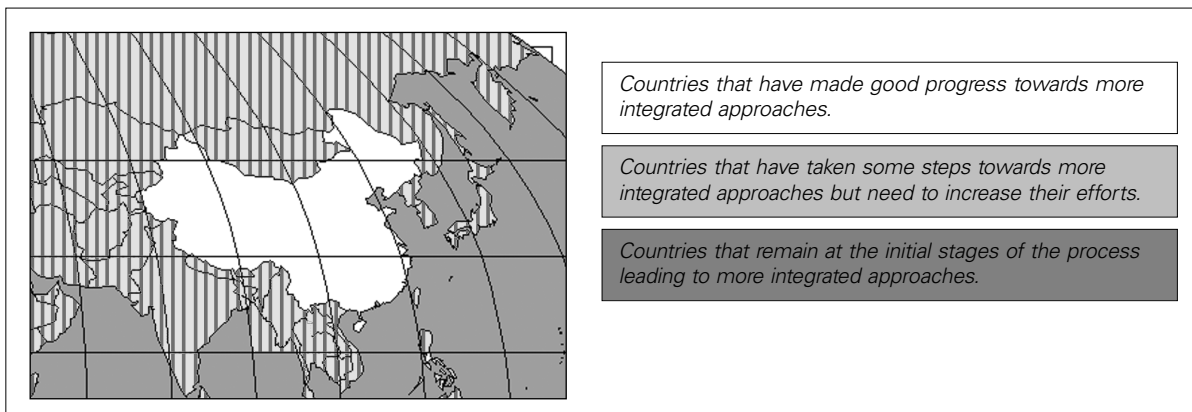 Countries that have made good progress towards more
integrated approaches.
Countries that have taken some steps towards more
integrated approaches but need to increase their efforts.
Countries that remain at the initial stages of the process
leading to more integrated approaches.